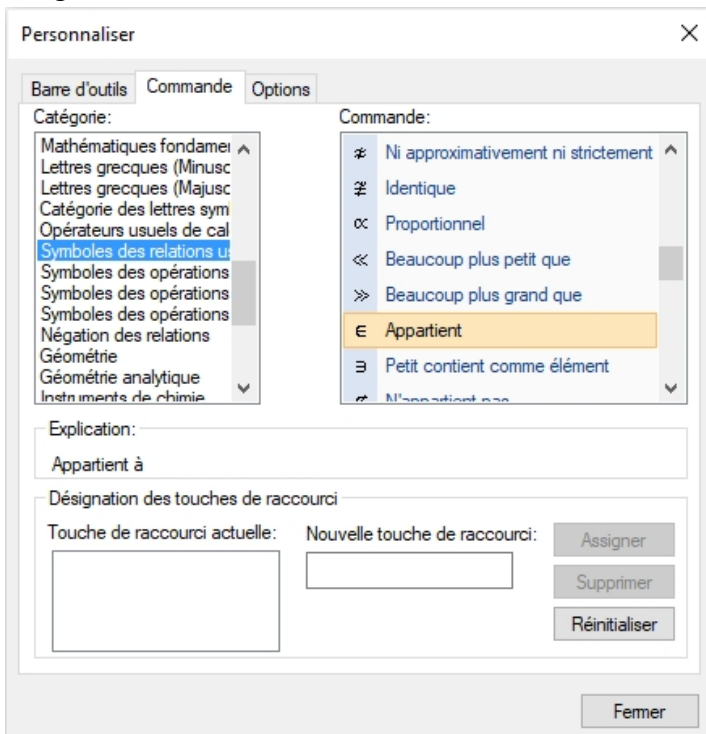 Personnaliser
Barre d'outils Commande Options
Catégorie:
Mathématiques fondamer
Lettres grecques (Minusc
Lettres grecques (Majusc
Catégorie des lettres sym
Opérateurs usuels de cal
Symboles des relations u
Symboles des opérations
Symboles des opérations
Symboles des opérations
Négation des relations
Géométrie
Géométrie analytique
Instruments de chimie
Commande:
≉ Ni approximativement ni strictement
≇ Identique
∝ Proportionnel
≪ Beaucoup plus petit que
≫ Beaucoup plus grand que
∈ Appartient
∋ Petit contient comme élément
∉ N'appartient pas
Explication:
Appartient à
Désignation des touches de raccourci
Touche de raccourci actuelle:
Nouvelle touche de raccourci:
Assigner
Supprimer
Réinitialiser
Fermer